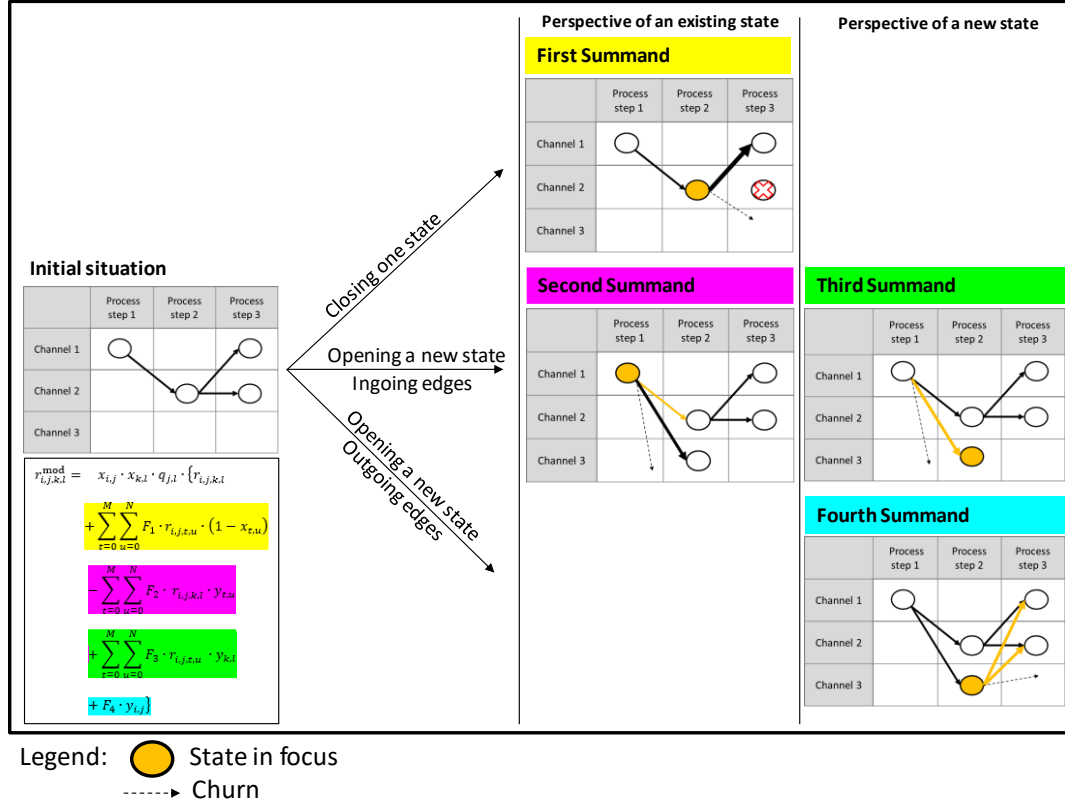 Perspective of an existing state
Perspective of a new state
First Summand
Process step 1 Process step 2 Process step 3
Channel 1
Channel 2
Channel 3
Closing one state
Initial situation
Process step 1 Process step 2 Process step 3
Channel 1
Channel 2
Channel 3
Opening a new state
Ingoing edges
Opening a new state
Outgoing edges
Second Summand
Process step 1 Process step 2 Process step 3
Channel 1
Channel 2
Channel 3
Third Summand
Process step 1 Process step 2 Process step 3
Channel 1
Channel 2
Channel 3
r_{i,j,k,l}^{mod} = x_{i,j} · x_{k,l} · q_{j,l} · {r_{i,j,k,l}
+ ∑_{t=0}^{M} ∑_{u=0}^{N} F_1 · r_{i,j,t,u} · (1 − x_{t,u})
− ∑_{t=0}^{M} ∑_{u=0}^{N} F_2 · r_{i,j,k,l} · y_{t,u}
+ ∑_{t=0}^{M} ∑_{u=0}^{N} F_3 · r_{i,j,t,u} · y_{k,l}
+ F_4 · y_{i,j}}
Fourth Summand
Process step 1 Process step 2 Process step 3
Channel 1
Channel 2
Channel 3
Legend: State in focus
Churn